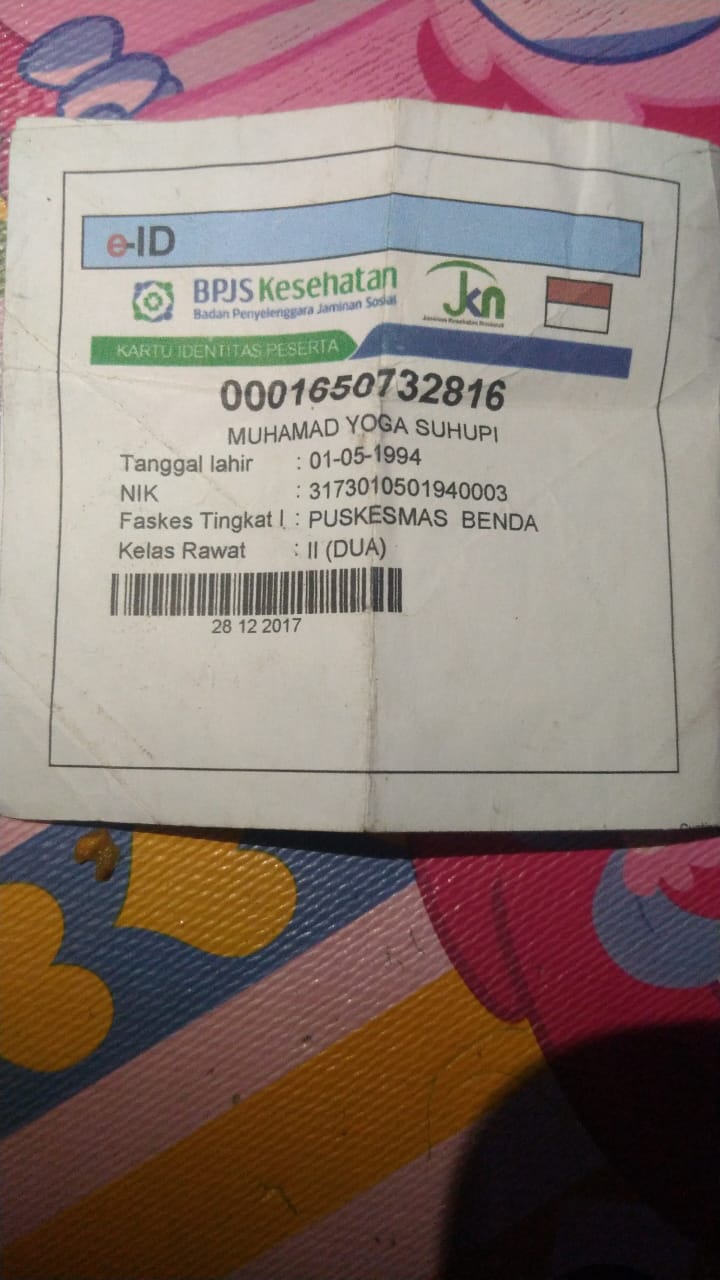 e-ID
BPJS Kesehatan
Badan Penyelenggara Jaminan Sosial
Jkn
Jaminan Kesehatan Nasional
KARTU IDENTITAS PESERTA
0001650732816
MUHAMAD YOGA SUHUPI
Tanggal lahir : 01-05-1994
NIK : 3173010501940003
Faskes Tingkat I : PUSKESMAS BENDA
Kelas Rawat : II (DUA)
28 12 2017